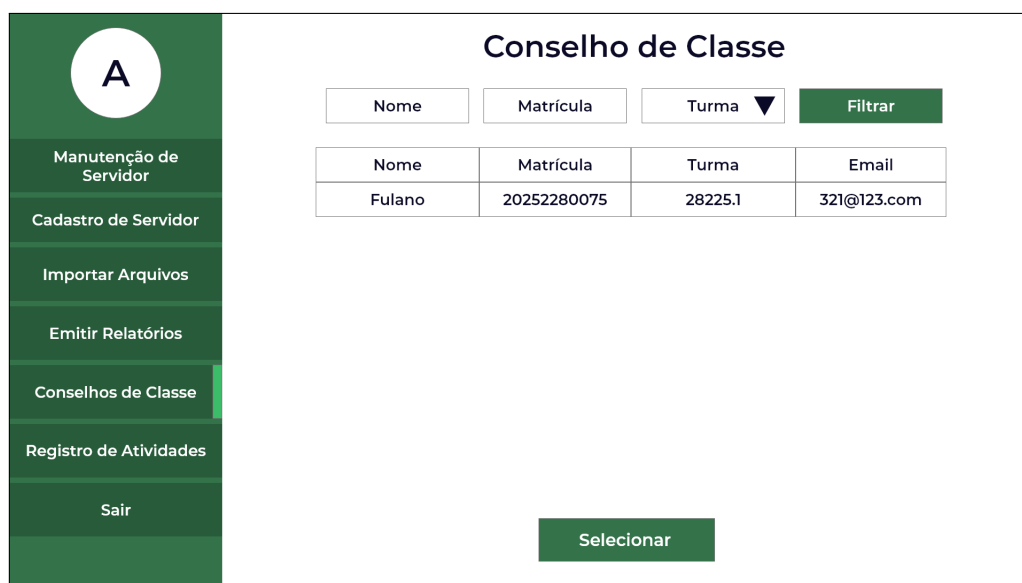 A
Manutenção de
Servidor
Cadastro de Servidor
Importar Arquivos
Emitir Relatórios
Conselhos de Classe
Registro de Atividades
Sair
Conselho de Classe
Nome Matrícula Turma Filtrar
Nome Matrícula Turma Email
Fulano 20252280075 28225.1 321@123.com
Selecionar